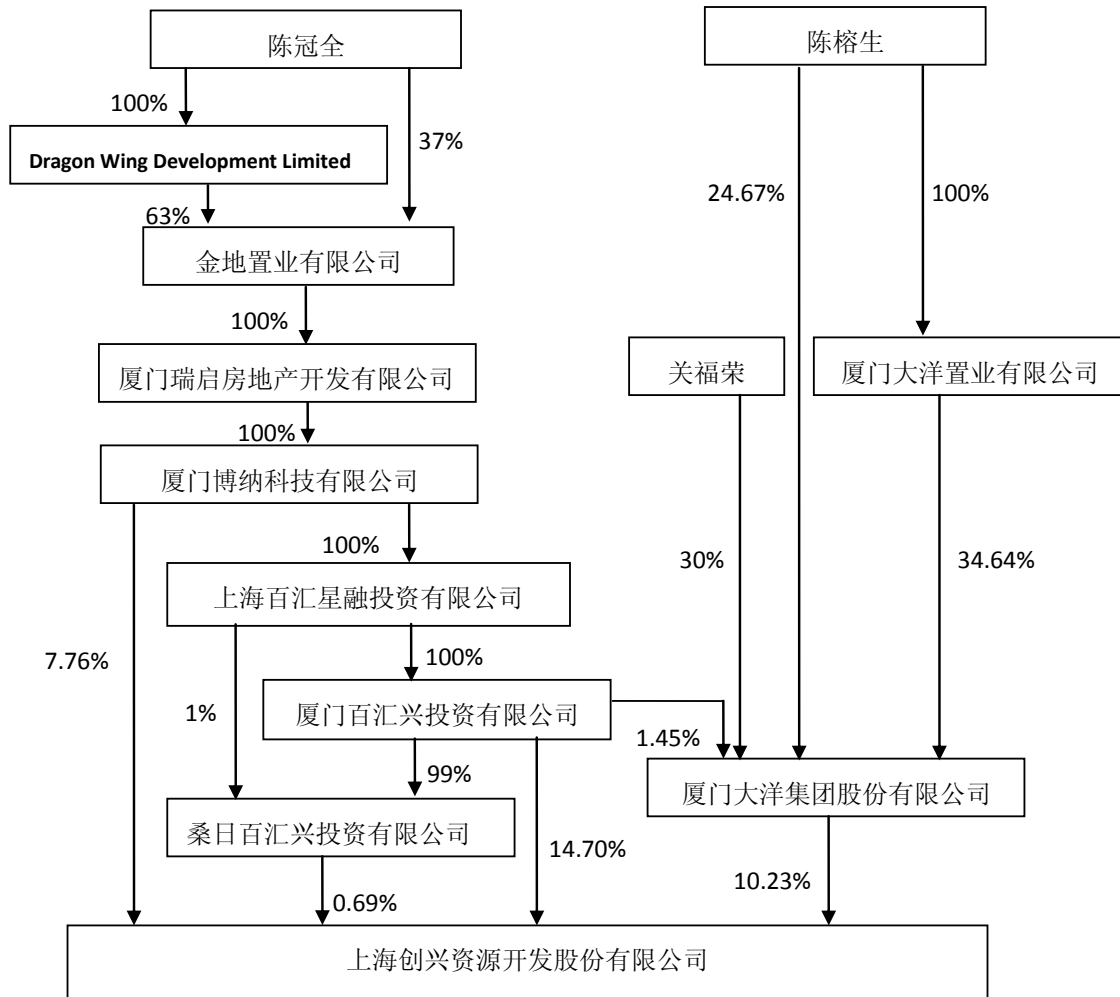 陈冠全
陈榕生
100%
37%
Dragon Wing Development Limited
24.67%
100%
63%
金地置业有限公司
100%
厦门瑞启房地产开发有限公司
关福荣
厦门大洋置业有限公司
100%
厦门博纳科技有限公司
100%
30%
34.64%
上海百汇星融投资有限公司
7.76%
100%
1%
厦门百汇兴投资有限公司
1.45%
99%
厦门大洋集团股份有限公司
桑日百汇兴投资有限公司
14.70%
10.23%
0.69%
上海创兴资源开发股份有限公司